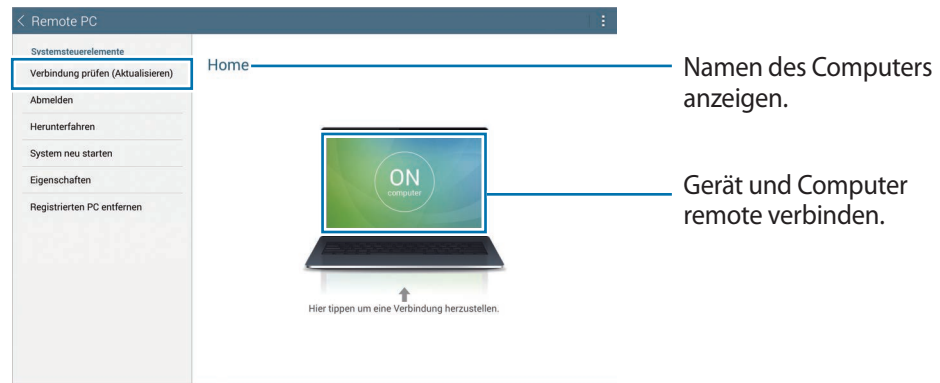 Remote PC
Systemsteuerelemente
Verbindung prüfen (Aktualisieren)
Abmelden
Herunterfahren
System neu starten
Eigenschaften
Registrierten PC entfernen
Home
ON
computer
Hier tippen um eine Verbindung herzustellen.
Namen des Computers
anzeigen.
Gerät und Computer
remote verbinden.